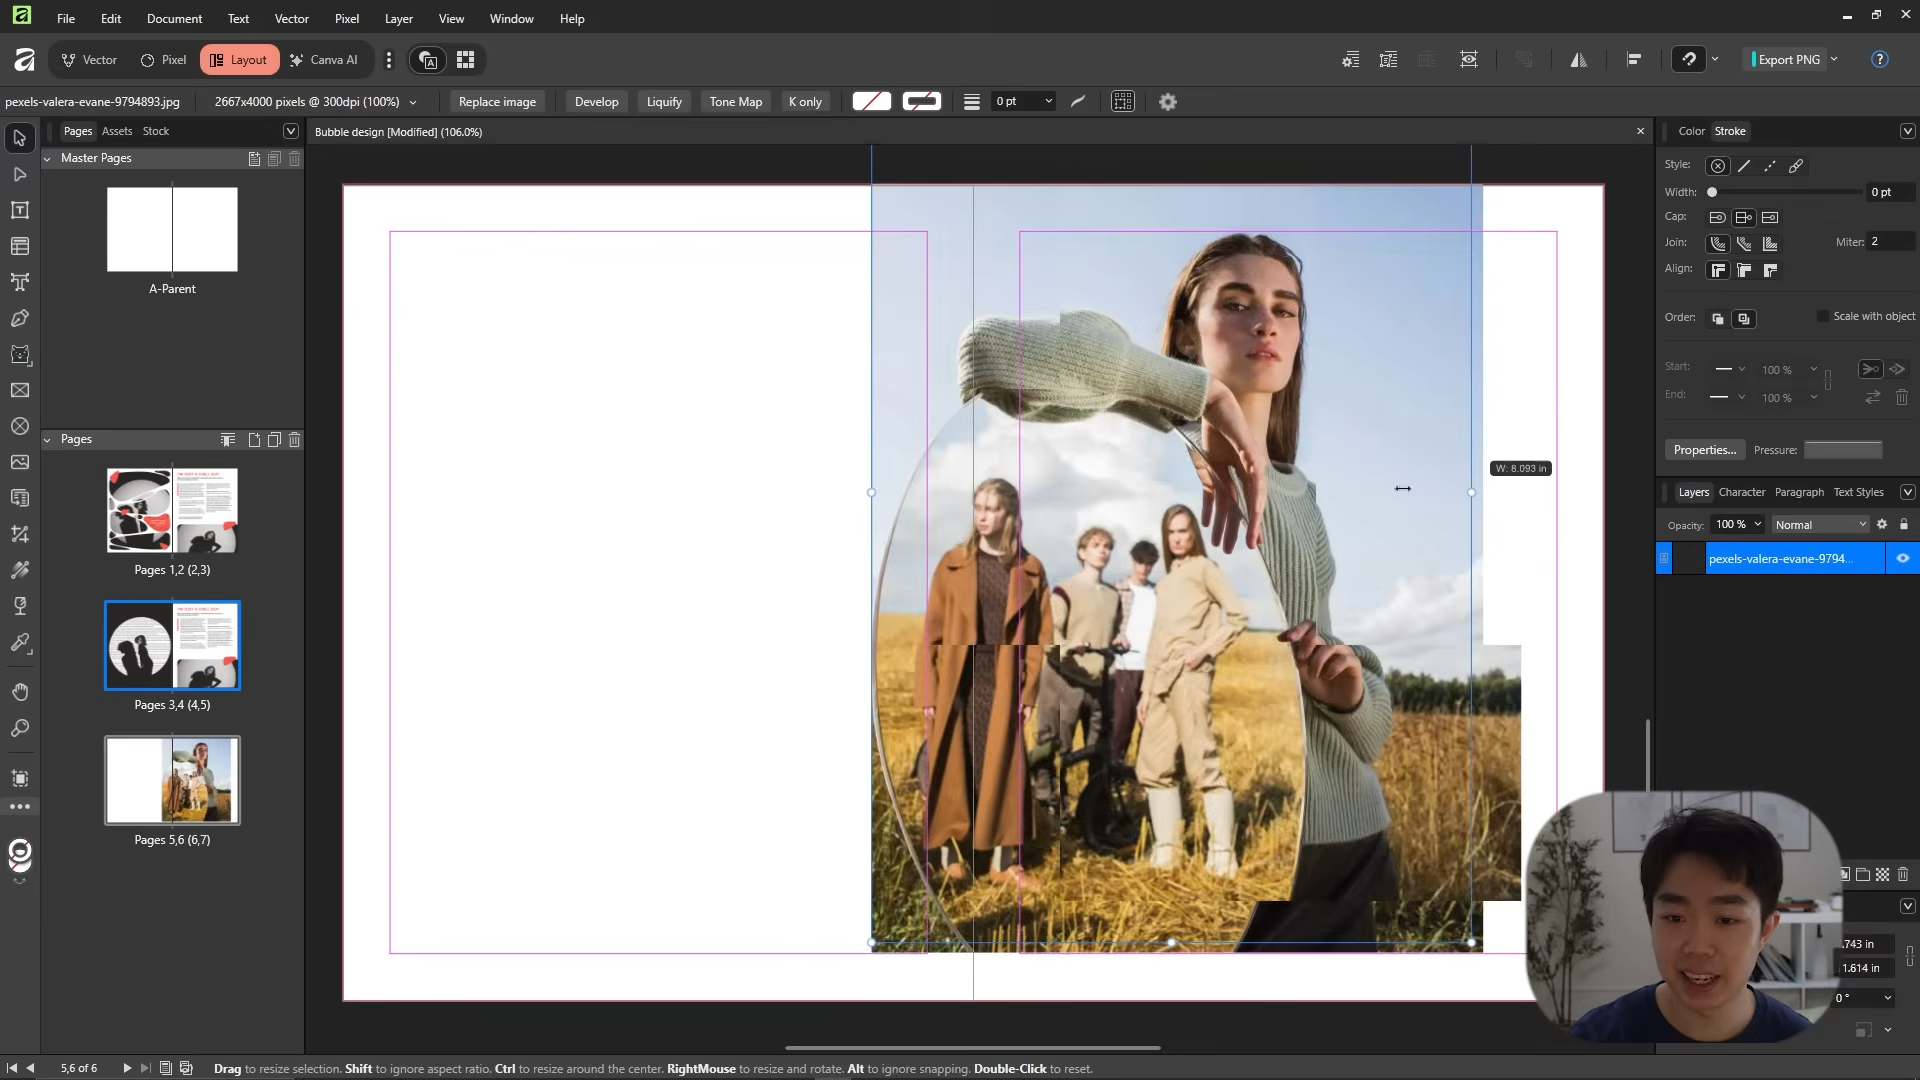 File Edit Document Text Vector Pixel Layer View Window Help
Vector Pixel Layout Canva AI Export PNG
pexels-valera-evane-9794893.jpg 2667x4000 pixels @ 300dpi (100%) Replace image Develop Liquify Tone Map K only 0 pt
Pages Assets Stock
Bubble design [Modified] (106.0%)
Color Stroke
Master Pages
A-Parent
Style:
Width: 0 pt
Cap:
Join: Miter: 2
Align:
Order: Scale with object
Start: 100 %
End: 100 %
Properties... Pressure:
Pages
Pages 1,2 (2,3)
Pages 3,4 (4,5)
Pages 5,6 (6,7)
W: 8.093 in
Layers Character Paragraph Text Styles
Opacity: 100 % Normal
pexels-valera-evane-9794...
.743 in
1.614 in
0 °
5,6 of 6 Drag to resize selection. Shift to ignore aspect ratio. Ctrl to resize around the center. RightMouse to resize and rotate. Alt to ignore snapping. Double-Click to reset.